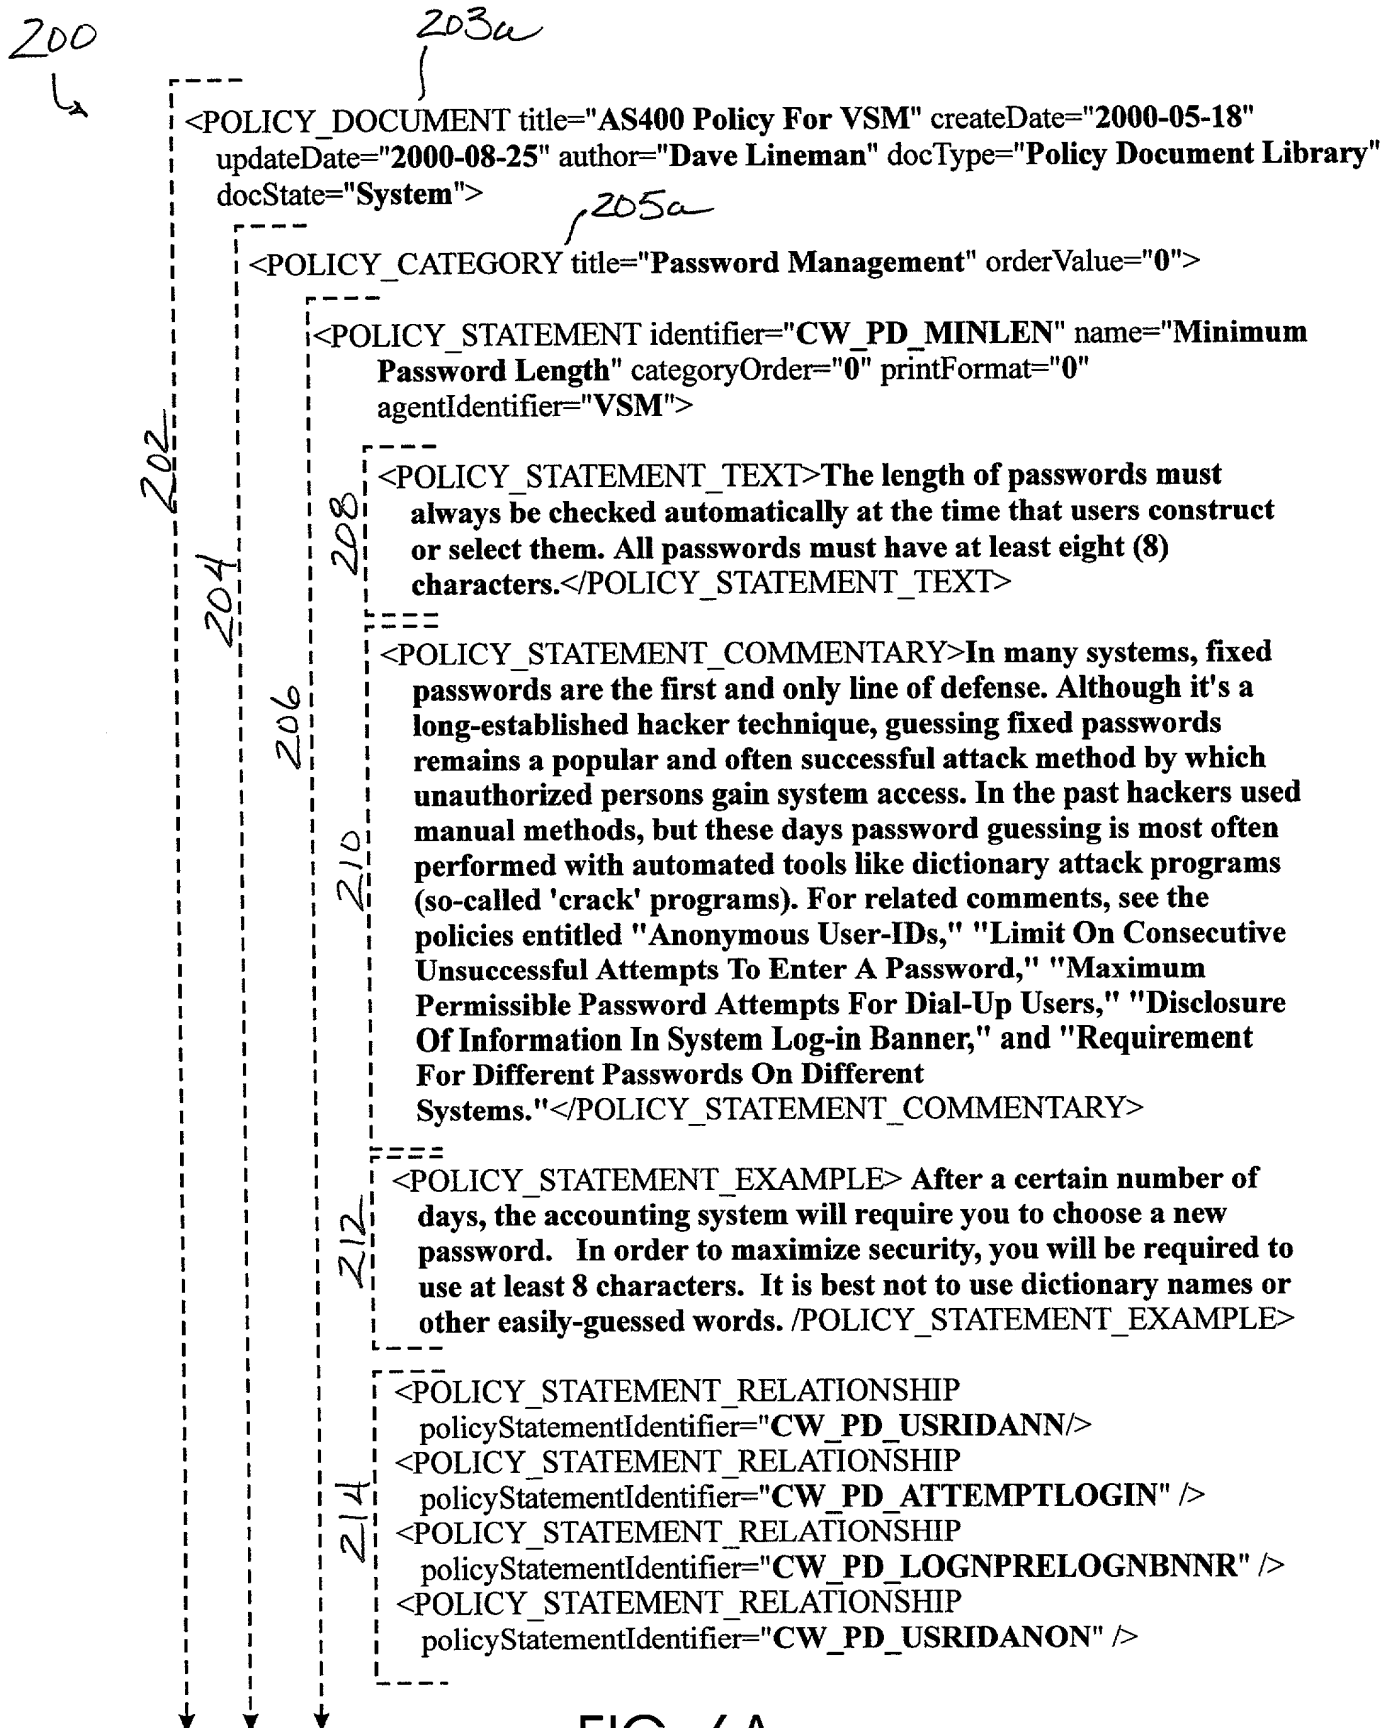 200
203a
<POLICY_DOCUMENT title="AS400 Policy For VSM" createDate="2000-05-18"
updateDate="2000-08-25" author="Dave Lineman" docType="Policy Document Library"
docState="System">
205a
<POLICY_CATEGORY title="Password Management" orderValue="0">
<POLICY_STATEMENT identifier="CW_PD_MINLEN" name="Minimum
Password Length" categoryOrder="0" printFormat="0"
agentIdentifier="VSM">
202
204
206
208
<POLICY_STATEMENT_TEXT>The length of passwords must
always be checked automatically at the time that users construct
or select them. All passwords must have at least eight (8)
characters.</POLICY_STATEMENT_TEXT>
210
<POLICY_STATEMENT_COMMENTARY>In many systems, fixed
passwords are the first and only line of defense. Although it's a
long-established hacker technique, guessing fixed passwords
remains a popular and often successful attack method by which
unauthorized persons gain system access. In the past hackers used
manual methods, but these days password guessing is most often
performed with automated tools like dictionary attack programs
(so-called 'crack' programs). For related comments, see the
policies entitled "Anonymous User-IDs," "Limit On Consecutive
Unsuccessful Attempts To Enter A Password," "Maximum
Permissible Password Attempts For Dial-Up Users," "Disclosure
Of Information In System Log-in Banner," and "Requirement
For Different Passwords On Different
Systems."</POLICY_STATEMENT_COMMENTARY>
212
<POLICY_STATEMENT_EXAMPLE> After a certain number of
days, the accounting system will require you to choose a new
password. In order to maximize security, you will be required to
use at least 8 characters. It is best not to use dictionary names or
other easily-guessed words. /POLICY_STATEMENT_EXAMPLE>
214
<POLICY_STATEMENT_RELATIONSHIP
policyStatementIdentifier="CW_PD_USRIDANN/>
<POLICY_STATEMENT_RELATIONSHIP
policyStatementIdentifier="CW_PD_ATTEMPTLOGIN" />
<POLICY_STATEMENT_RELATIONSHIP
policyStatementIdentifier="CW_PD_LOGNPRELOGNBNNR" />
<POLICY_STATEMENT_RELATIONSHIP
policyStatementIdentifier="CW_PD_USRIDANON" />
FIG. 6A